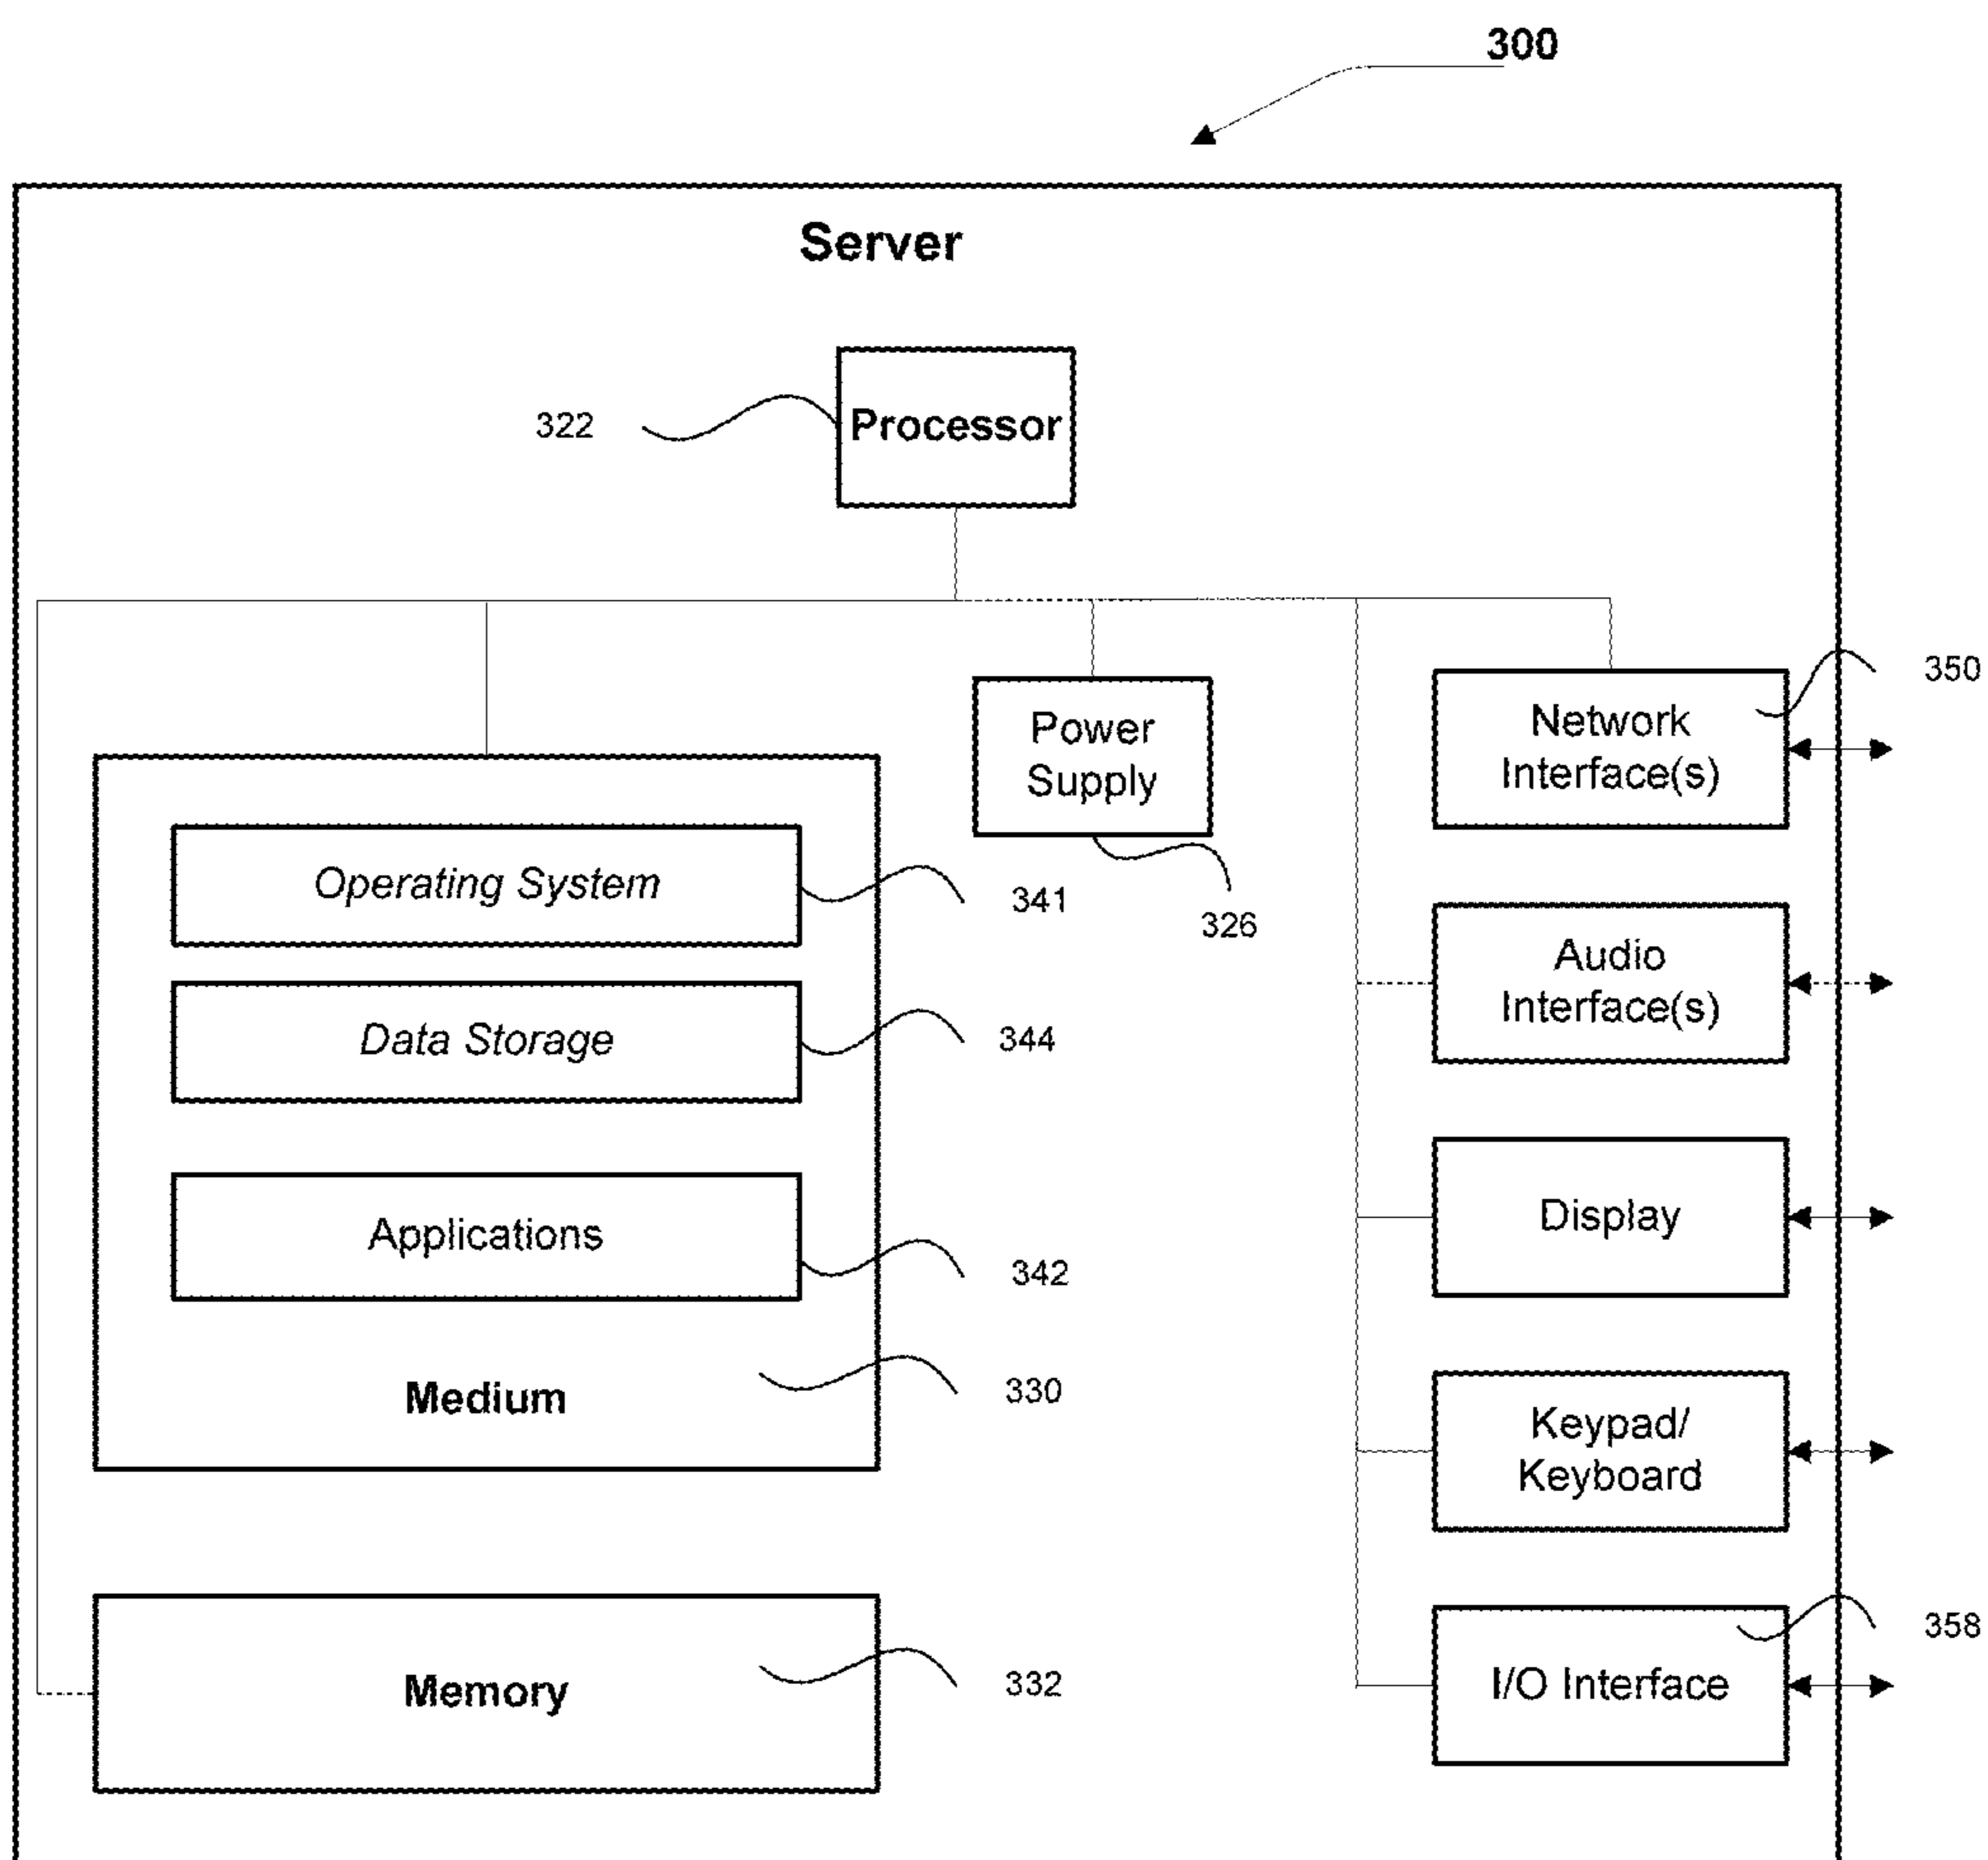 300
Server
322
Processor
350
Network
Interface(s)
Power
Supply
326
Operating System
341
Data Storage
344
Applications
342
Medium
330
Audio
Interface(s)
Display
Keypad/
Keyboard
Memory
332
I/O Interface
358